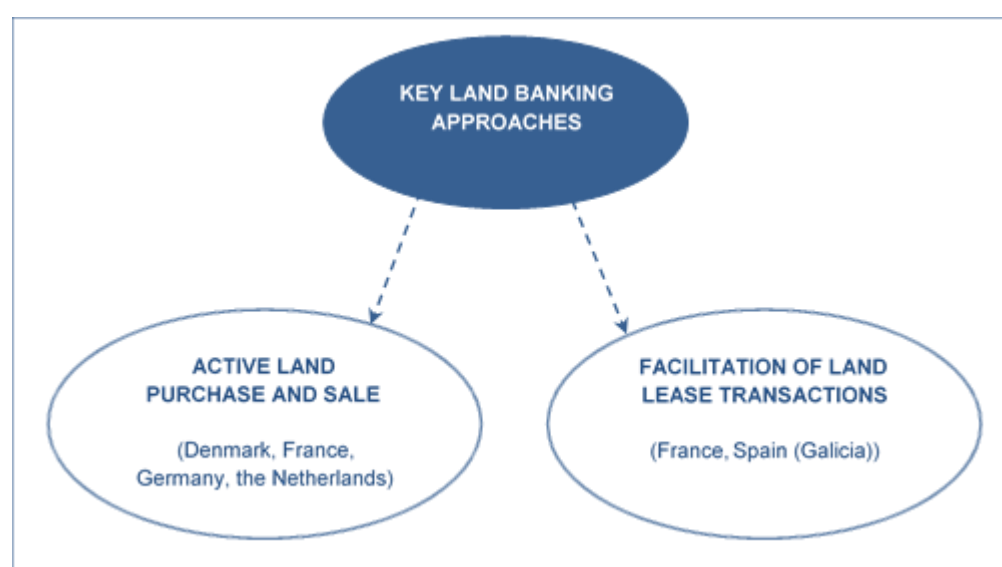 KEY LAND BANKING
APPROACHES
ACTIVE LAND
PURCHASE AND SALE
(Denmark, France,
Germany, the Netherlands)
FACILITATION OF LAND
LEASE TRANSACTIONS
(France, Spain (Galicia))